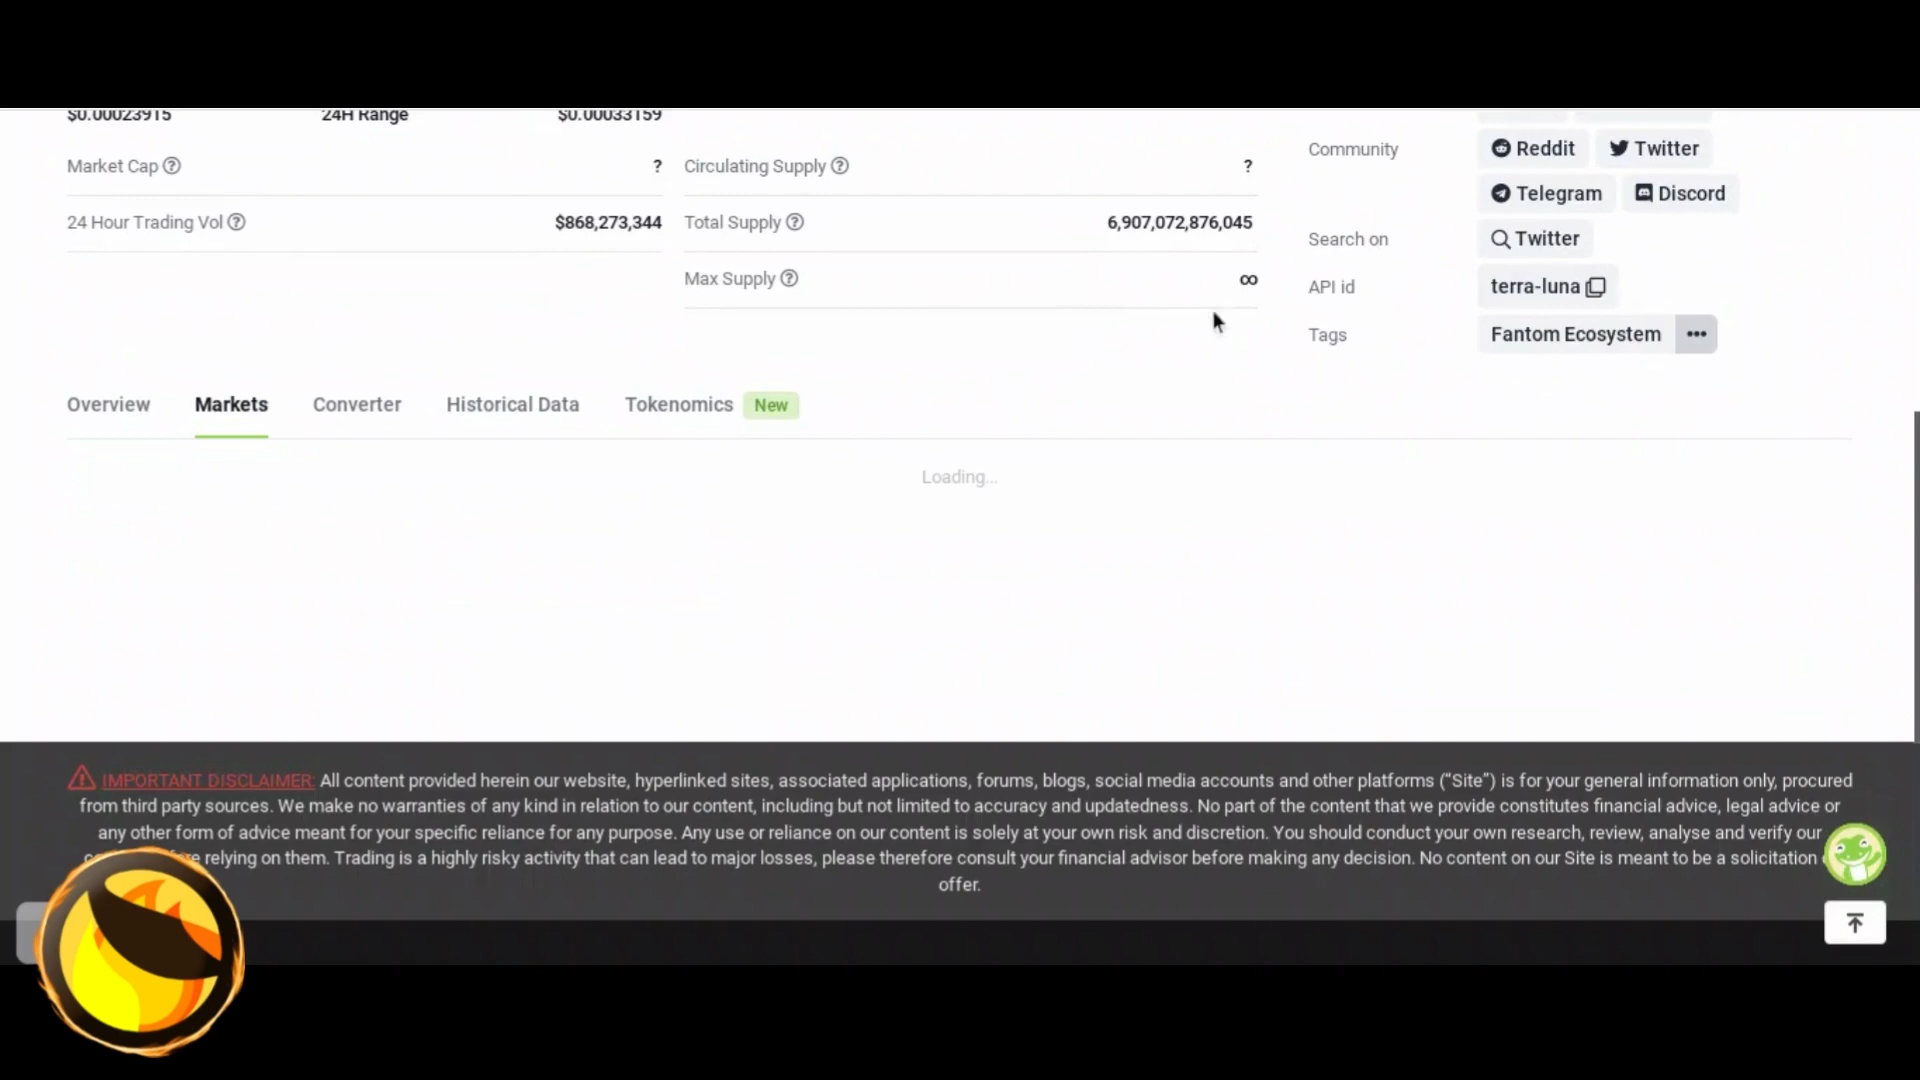 $0.00023915 24H Range $0.00033159
Market Cap ?
24 Hour Trading Vol $868,273,344
Circulating Supply ?
Total Supply 6,907,072,876,045
Max Supply ∞
Community Reddit Twitter
Telegram Discord
Search on Twitter
API id terra-luna
Tags Fantom Ecosystem •••
Overview Markets Converter Historical Data Tokenomics New
Loading...
IMPORTANT DISCLAIMER: All content provided herein our website, hyperlinked sites, associated applications, forums, blogs, social media accounts and other platforms (“Site”) is for your general information only, procured
from third party sources. We make no warranties of any kind in relation to our content, including but not limited to accuracy and updatedness. No part of the content that we provide constitutes financial advice, legal advice or
any other form of advice meant for your specific reliance for any purpose. Any use or reliance on our content is solely at your own risk and discretion. You should conduct your own research, review, analyse and verify our
relying on them. Trading is a highly risky activity that can lead to major losses, please therefore consult your financial advisor before making any decision. No content on our Site is meant to be a solicitation
offer.